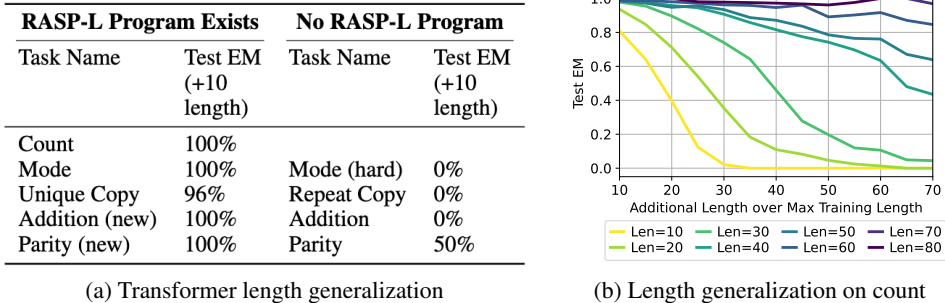 RASP-L Program Exists No RASP-L Program
Task Name Test EM Task Name Test EM
(+10 (+10
length) length)
Count 100%
Mode 100% Mode (hard) 0%
Unique Copy 96% Repeat Copy 0%
Addition (new) 100% Addition 0%
Parity (new) 100% Parity 50%
(a) Transformer length generalization
Test EM
1.0
0.8
0.6
0.4
0.2
0.0
10 20 30 40 50 60 70
Additional Length over Max Training Length
Len=10 Len=30 Len=50 Len=70
Len=20 Len=40 Len=60 Len=80
(b) Length generalization on count